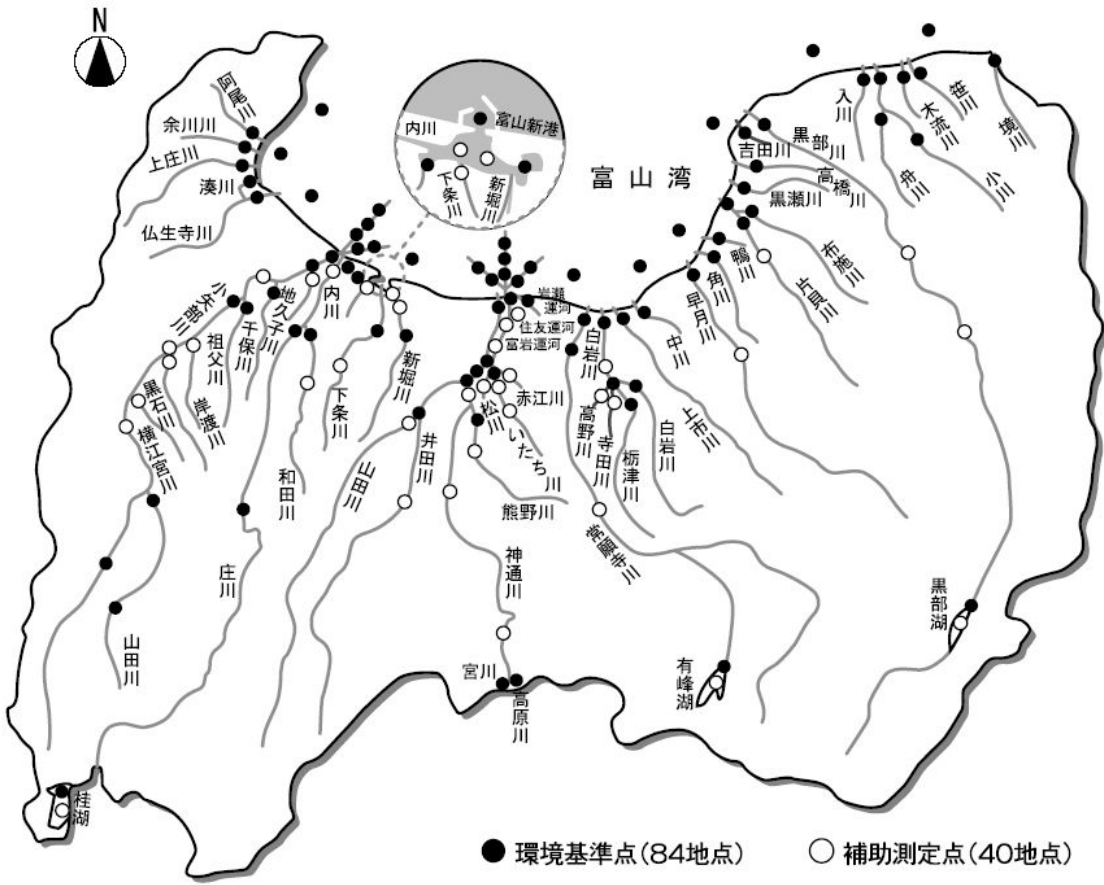 N
阿尾川
余川川
上庄川
湊川
仏生寺川
内川
富山新港
下条川
新堀川
富山湾
入川
舟川
木流川
笹川
小川
境川
黒部川
吉田川
高橋川
黒瀬川
布施川
片貝川
鴨川
角川
早月川
中川
上市川
小矢部川
祖父川
千保川
地久子川
内川
黒石川
岸渡川
横江宮川
和田川
下条川
新堀川
庄川
山田川
山田川
井田川
松川
いたち川
赤江川
熊野川
神通川
岩瀬
運河
住友運河
富岩運河
白岩川
高野川
寺田川
栃津川
白岩川
常願寺川
宮川
高原川
有峰湖
黒部湖
桂湖
環境基準点(84地点)
補助測定点(40地点)